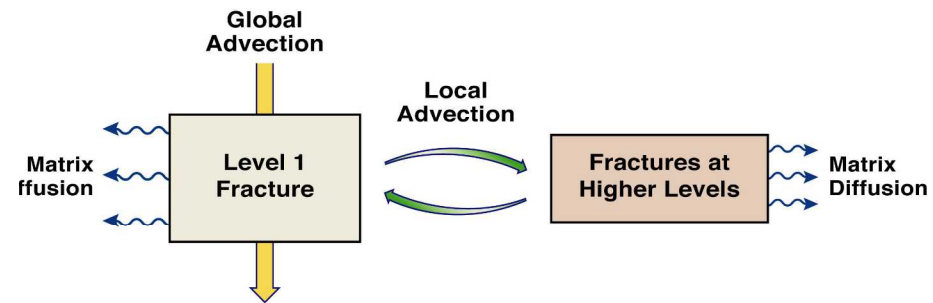 Global
Advection
Local
Advection
Matrix
ffusion
Level 1
Fracture
Fractures at
Higher Levels
Matrix
Diffusion